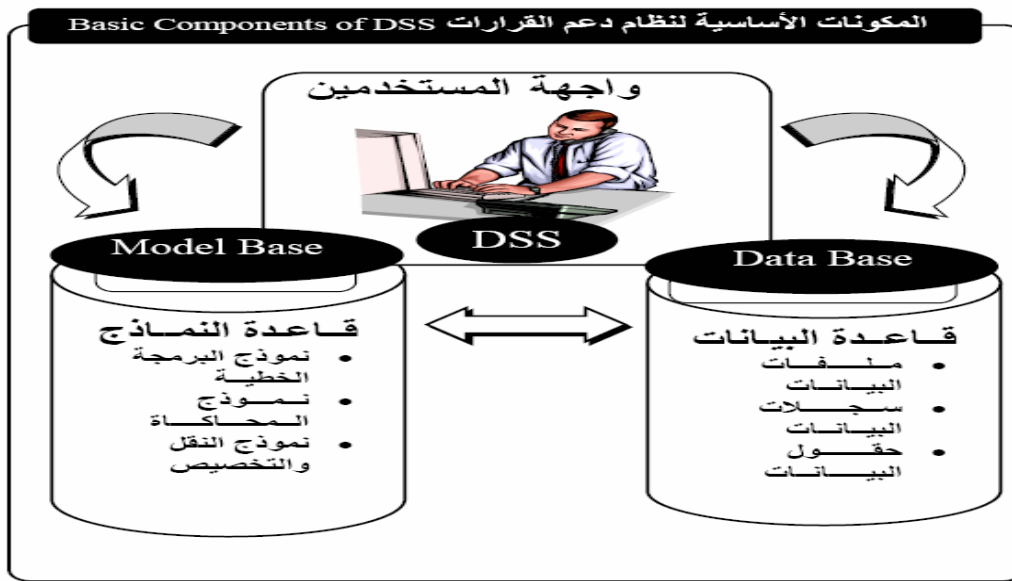 المكونات الأساسية لنظام دعم القرارات Basic Components of DSS
واجهة المستخدمين
DSS
Data Base
قاعدة البيانات
• ملفات
البيانات
• سجلات
البيانات
• حقول
البيانات
Model Base
قاعدة النماذج
• نموذج البرمجة
الخطية
• نموذج
المحاكاة
• نموذج النقل
والتخصيص